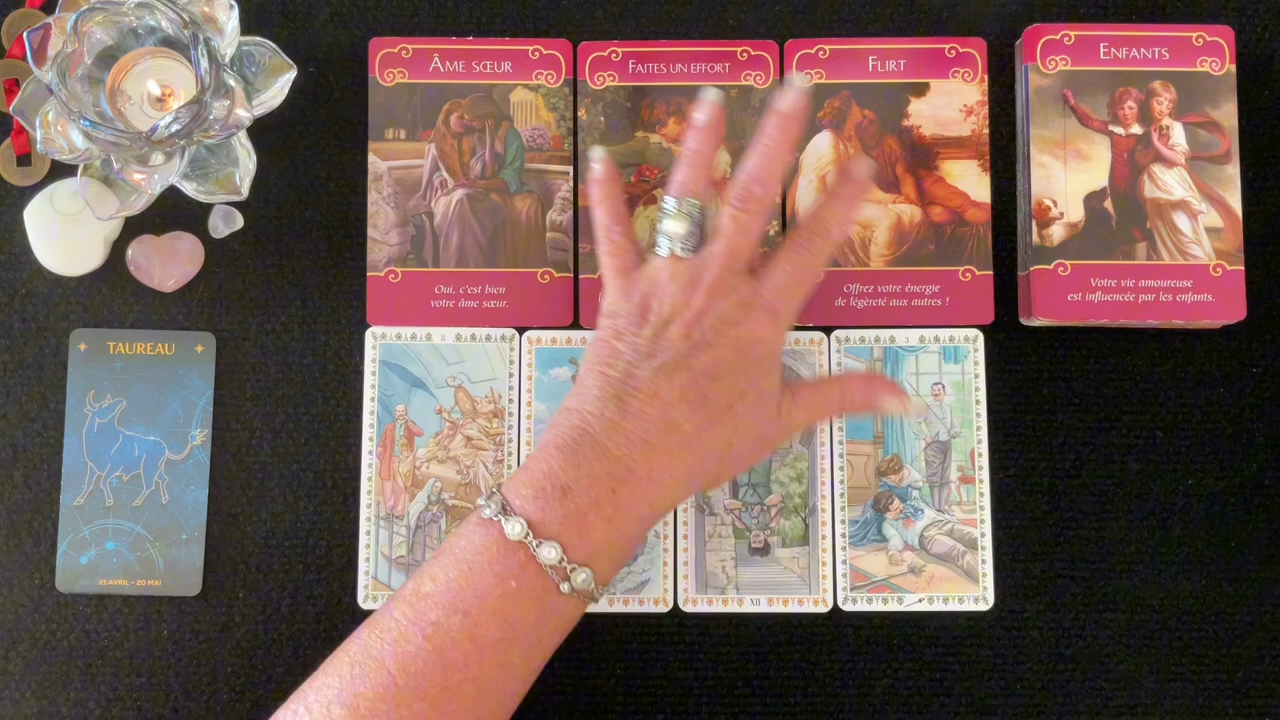 ÂME SŒUR
Oui, c'est bien
votre âme sœur.
FAITES UN EFFORT
FLIRT
Offrez votre énergie
de légèreté aux autres !
ENFANTS
Votre vie amoureuse
est influencée par les enfants.
TAUREAU
21 AVRIL – 20 MAI
8
3
XII